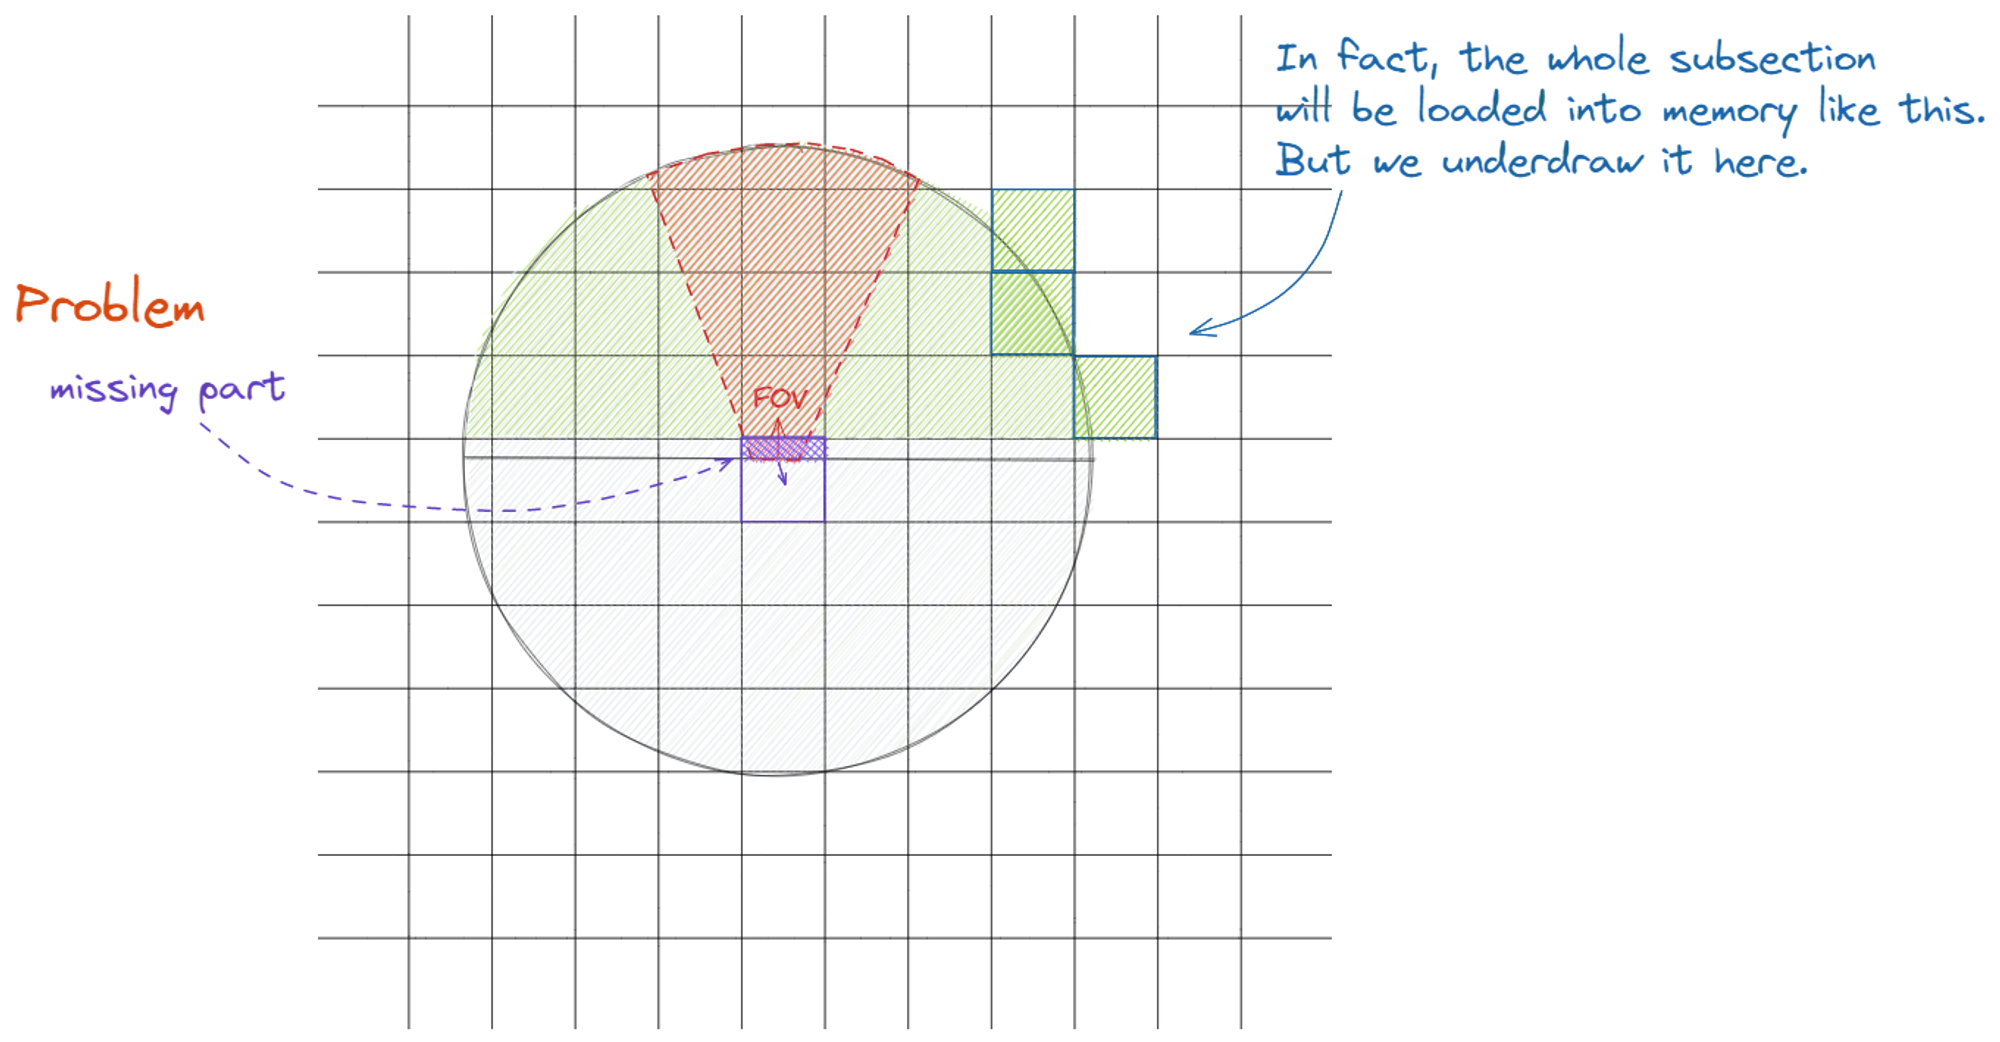 In fact, the whole subsection
will be loaded into memory like this.
But we underdraw it here.
Problem
missing part
FOV